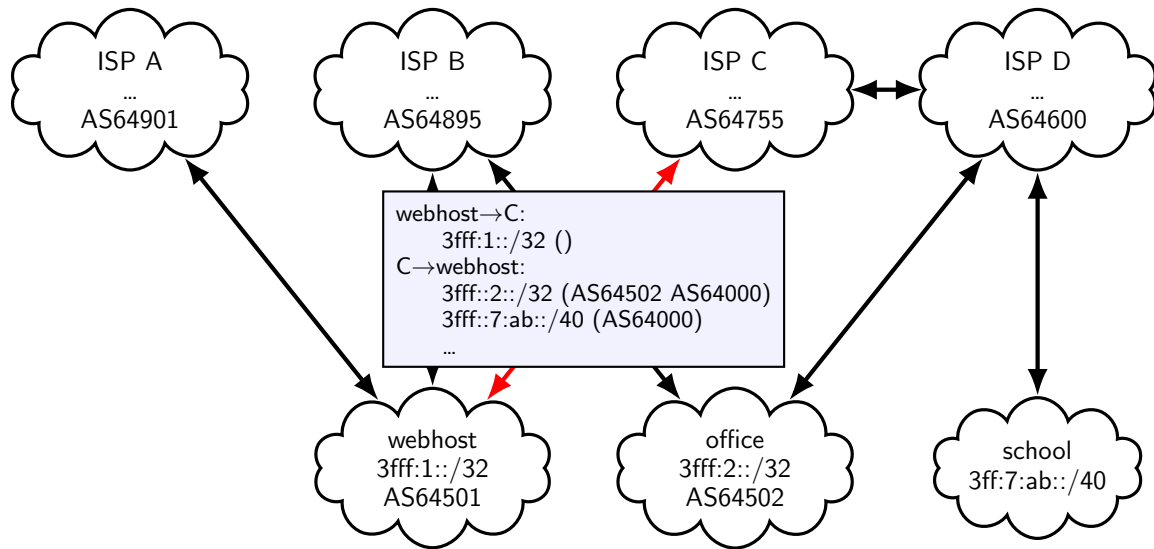 ISP A
...
AS64901
ISP B
...
AS64895
ISP C
...
AS64755
ISP D
...
AS64600
webhost→C:
3fff:1::/32 ()
C→webhost:
3fff::2::/32 (AS64502 AS64000)
3fff::7:ab::/40 (AS64000)
...
webhost
3fff:1::/32
AS64501
office
3fff:2::/32
AS64502
school
3ff:7:ab::/40